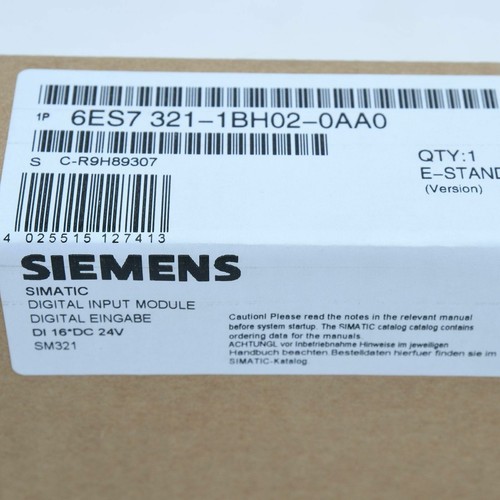 1P 6ES7 321-1BH02-0AA0
S C-R9H89307
QTY:1
E-STAND
(Version)
4 025515 127413
SIEMENS
SIMATIC
DIGITAL INPUT MODULE
DIGITAL EINGABE
DI 16*DC 24V
SM321
Caution! Please read the notes in the relevant manual
before system startup. The SIMATIC catalog catalog contains
ordering data for the manuals.
ACHTUNGL vor Inbetriebnahme Hinweise im jeweiligen
Handbuch beachten.Bestelldaten hierfuer finden sie im
SIMATIC-Katalog